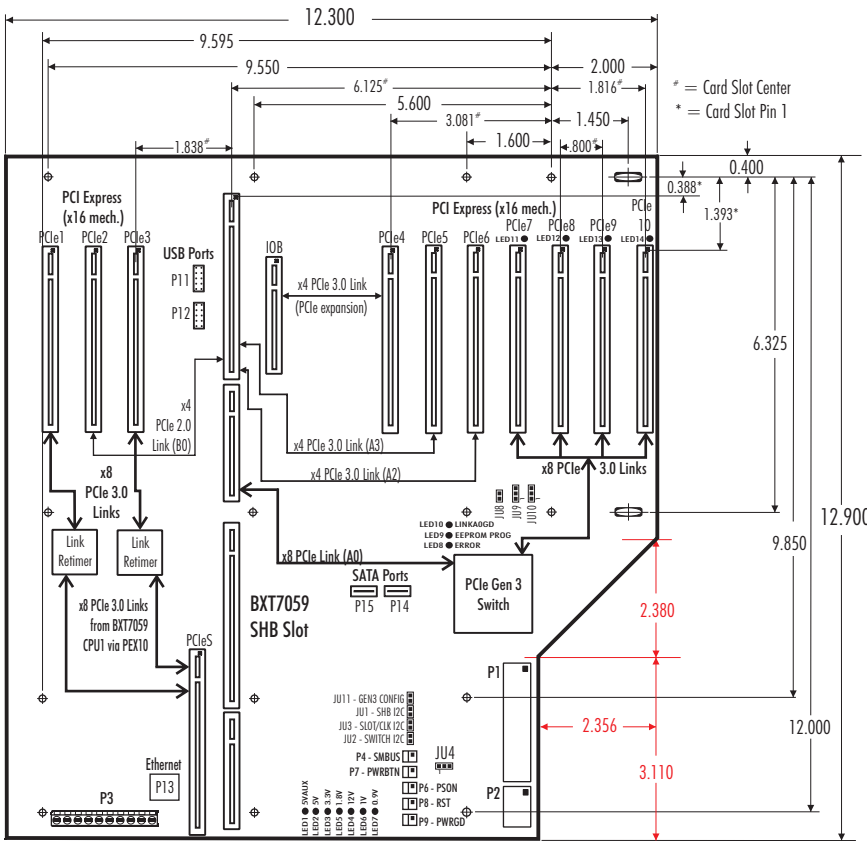 12.300
9.595
9.550
2.000
6.125#
1.816#
# = Card Slot Center
* = Card Slot Pin 1
5.600
3.081#
1.450
1.838#
1.600
.800#
0.400
0.388*
1.393*
PCI Express
(x16 mech.)
PCI Express (x16 mech.)
PCIe1
PCIe2
PCIe3
USB Ports
P11
P12
IOB
PCIe4
PCIe5
PCIe6
PCIe7
PCIe8
PCIe9
PCIe
10
LED11
LED12
LED13
LED14
x4 PCIe 3.0 Link
(PCIe expansion)
6.325
x4
PCIe 2.0
Link (B0)
x4 PCIe 3.0 Link (A3)
x4 PCIe 3.0 Link (A2)
x8 PCIe 3.0 Links
x8
PCIe 3.0
Links
JU8
JU9
JU10
LED10 LINKA0GD
LED9 EEPROM PROG
LED8 ERROR
12.900
9.850
Link
Retimer
Link
Retimer
x8 PCIe Link (A0)
SATA Ports
P15
P14
PCIe Gen 3
Switch
2.380
BXT7059
SHB Slot
x8 PCIe 3.0 Links
from BXT7059
CPU1 via PEX10
PCIeS
P1
JU11 - GEN3 CONFIG
JU1 - SHB I2C
JU3 - SLOT/CLK I2C
JU2 - SWITCH I2C
2.356
12.000
P4 - SMBUS
JU4
P7 - PWRBTN
3.110
Ethernet
P13
P6 - PSON
P8 - RST
P9 - PWRGD
P2
P3
LED1 5VAUX
LED2 5V
LED3 3.3V
LED5 1.8V
LED4 12V
LED6 1V
LED7 0.9V